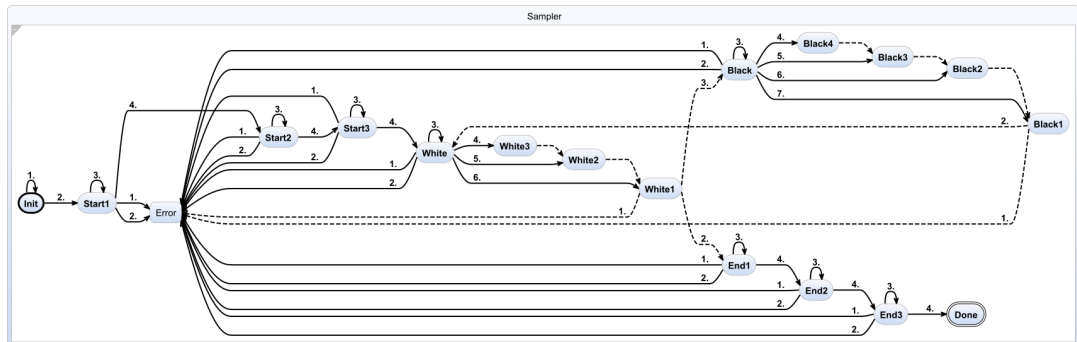 Sampler
1.
3.
4.
Black4
2.
Black
5.
Black3
3.
6.
Black2
1.
7.
4.
3.
3.
1.
Start2
4.
Start3
4.
3.
2.
2.
White
4.
White3
2.
Black1
5.
White2
1.
6.
White1
2.
1.
3.
Init
2.
Start1
1.
2.
Error
1.
1.
2.
3.
1.
End1
4.
2.
3.
1.
End2
4.
2.
3.
1.
End3
4.
Done
2.